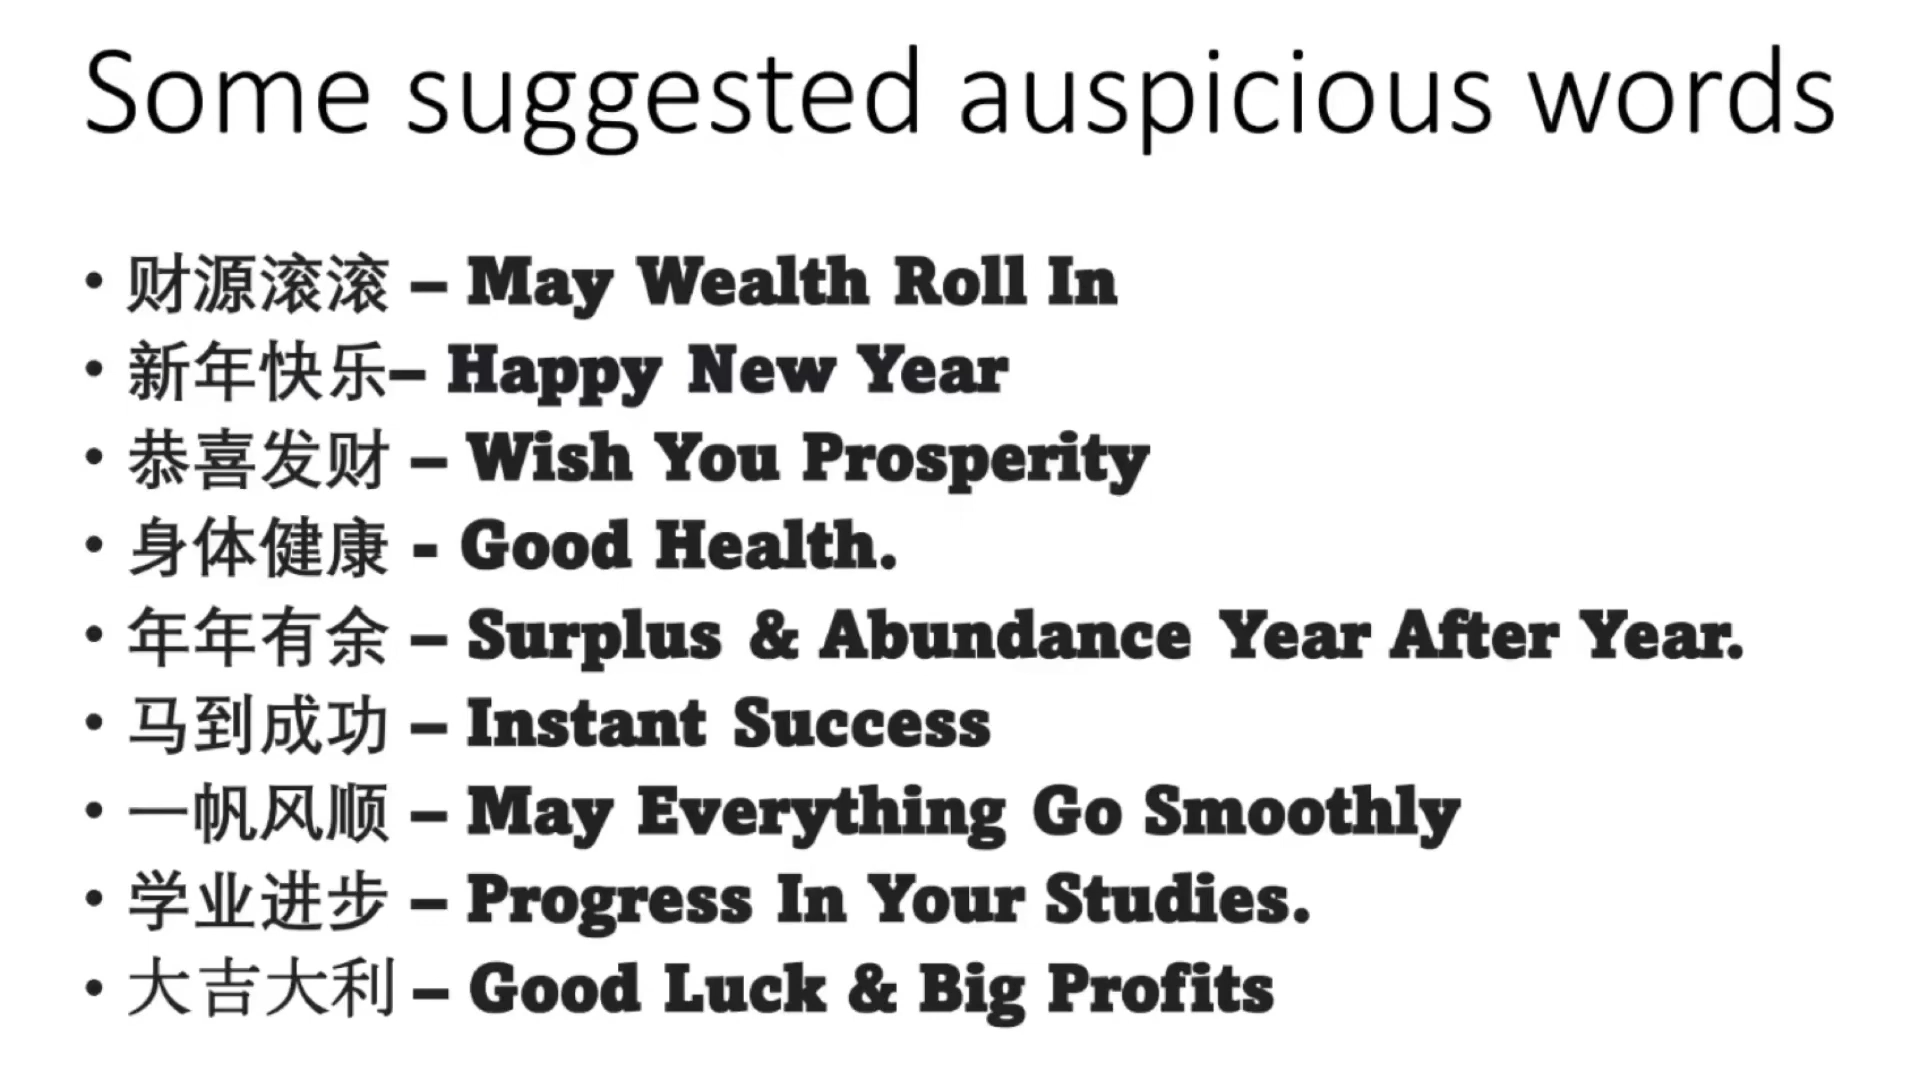 Some suggested auspicious words
• 财源滚滚 – May Wealth Roll In
• 新年快乐– Happy New Year
• 恭喜发财 – Wish You Prosperity
• 身体健康 - Good Health.
• 年年有余 – Surplus & Abundance Year After Year.
• 马到成功 – Instant Success
• 一帆风顺 – May Everything Go Smoothly
• 学业进步 – Progress In Your Studies.
• 大吉大利 – Good Luck & Big Profits